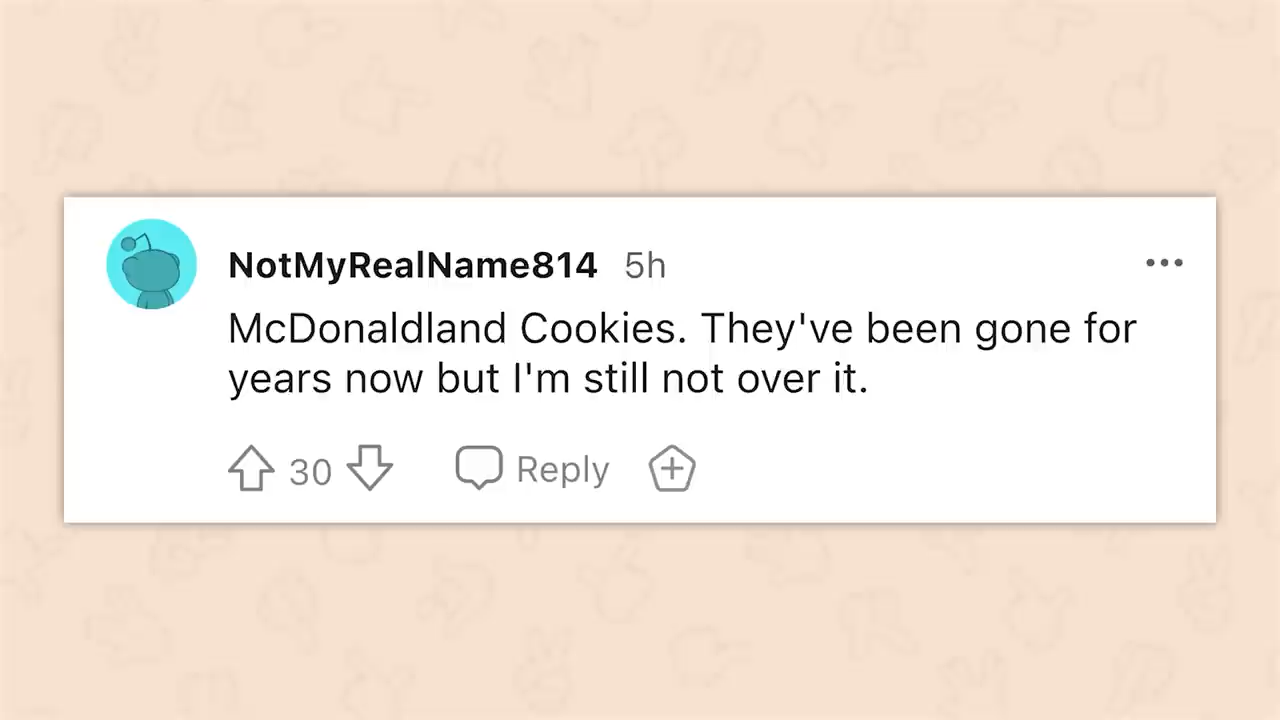 NotMyRealName814 5h
McDonaldland Cookies. They've been gone for
years now but I'm still not over it.
30 Reply